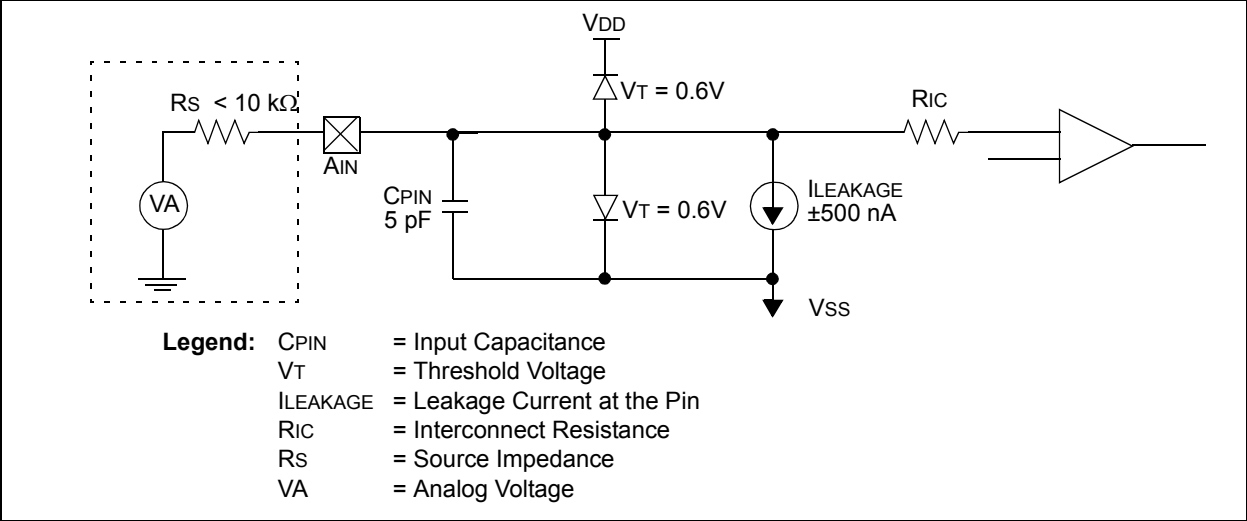 VDD
RS < 10 kΩ
VT = 0.6V
RIC
AIN
VA
CPIN
5 pF
VT = 0.6V
ILEAKAGE
±500 nA
VSS
Legend: CPIN = Input Capacitance
VT = Threshold Voltage
ILEAKAGE = Leakage Current at the Pin
RIC = Interconnect Resistance
RS = Source Impedance
VA = Analog Voltage